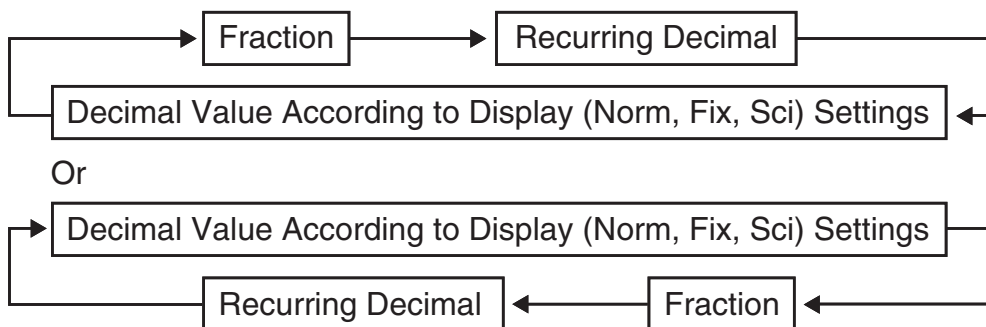 Fraction Recurring Decimal
Decimal Value According to Display (Norm, Fix, Sci) Settings
Or
Decimal Value According to Display (Norm, Fix, Sci) Settings
Recurring Decimal Fraction